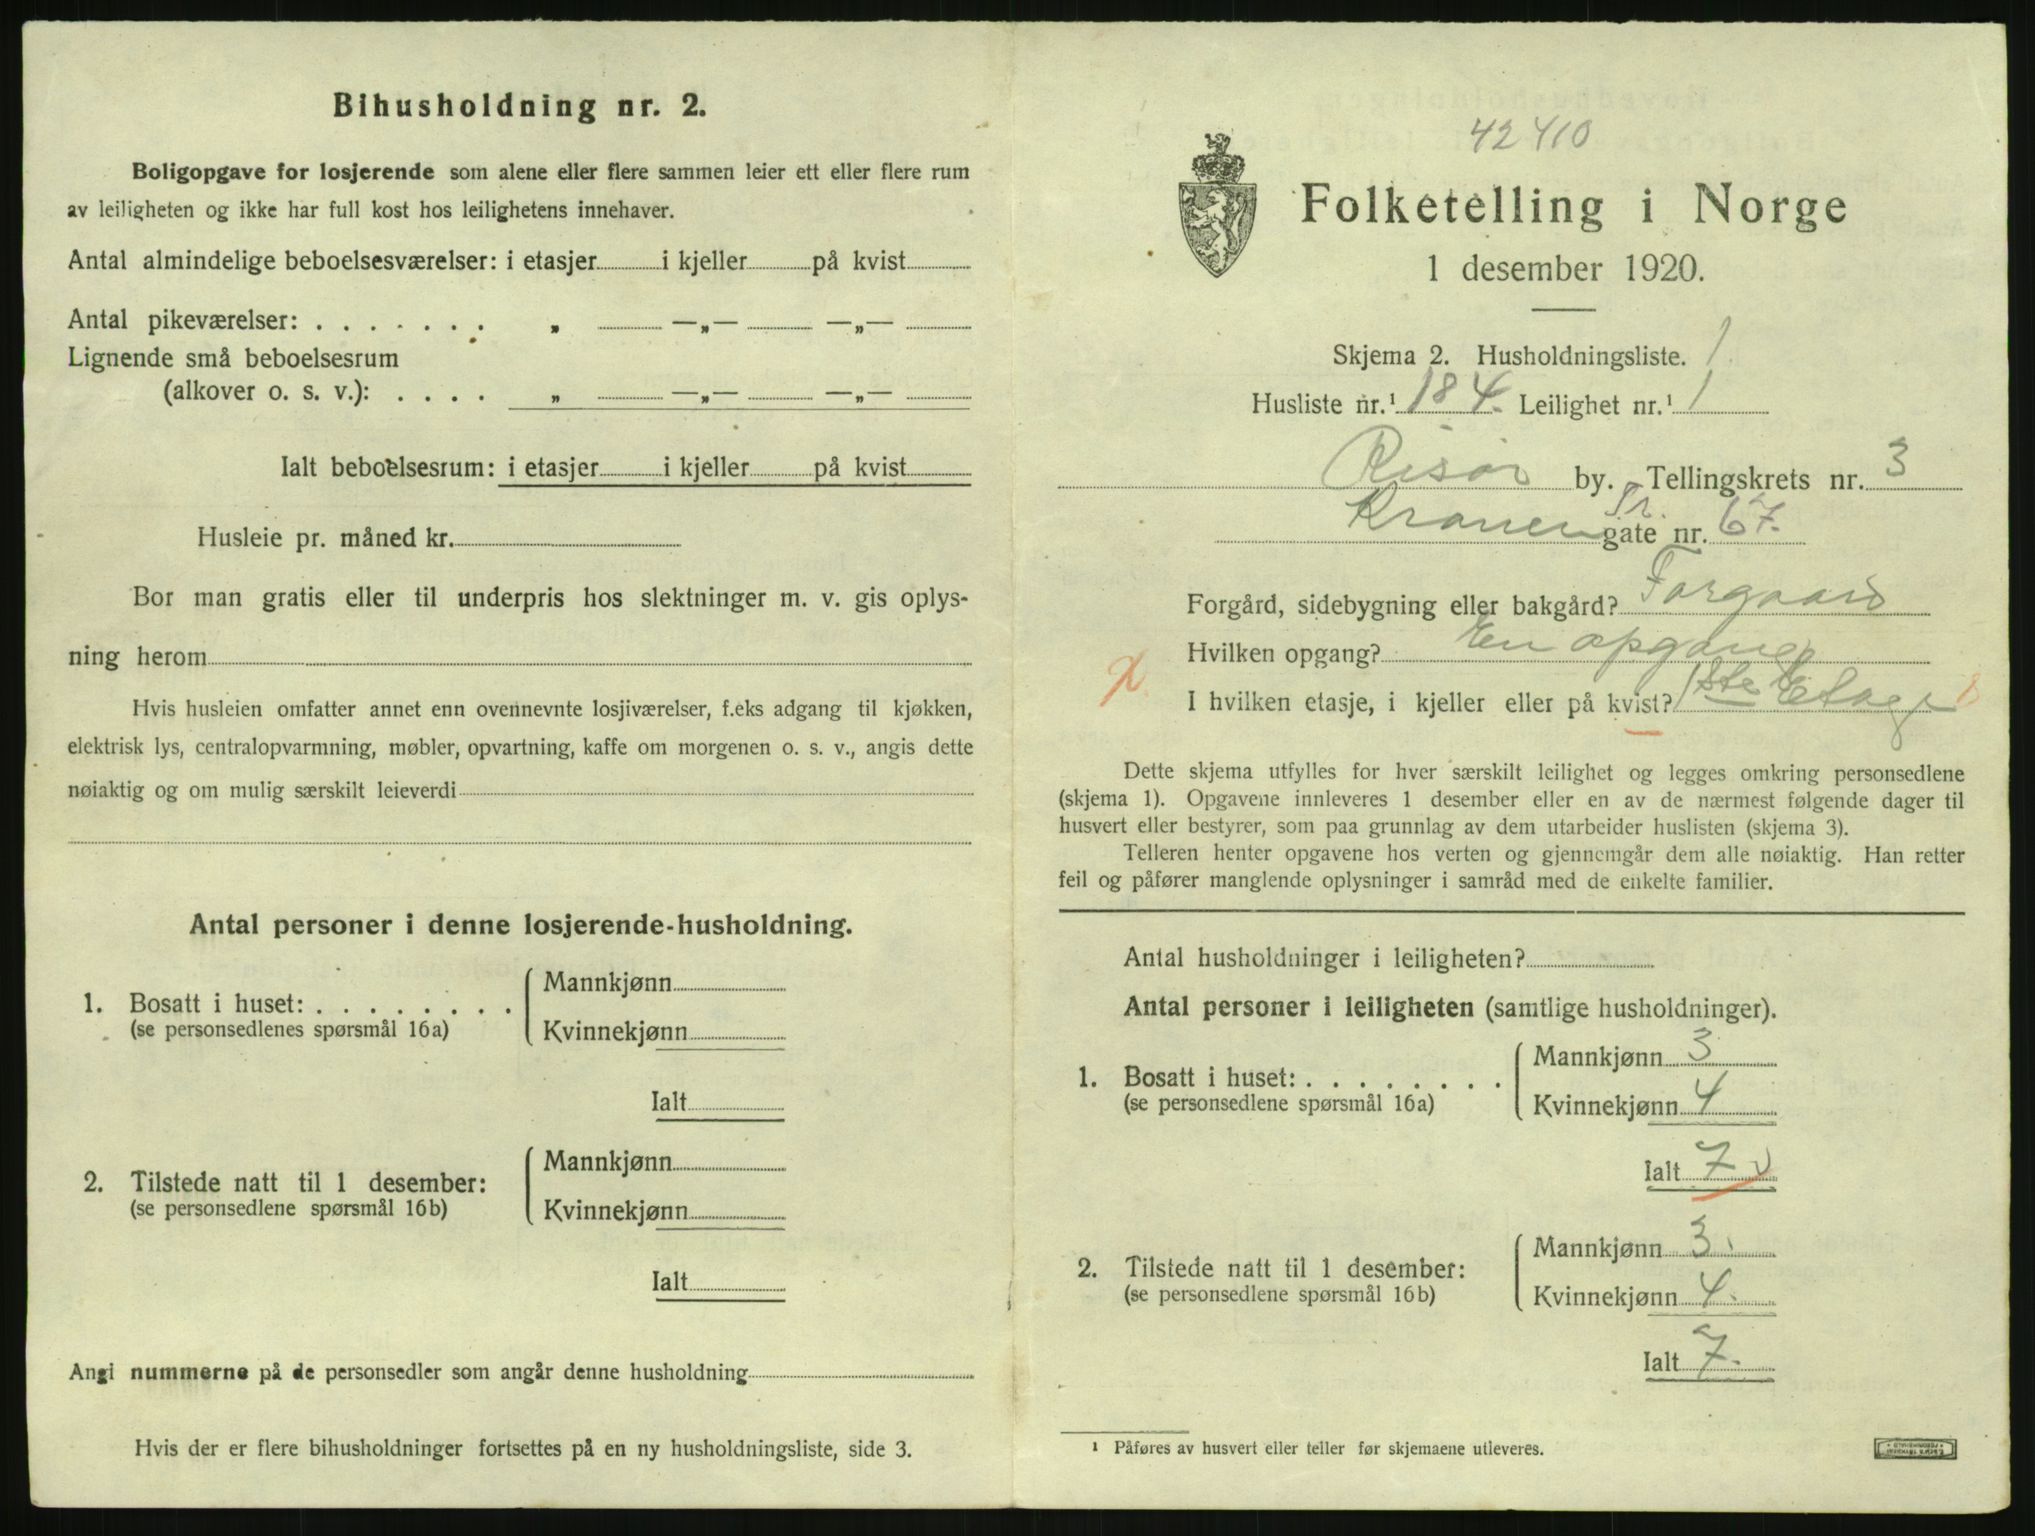 Bihusholdning nr. 2.
Boligopgave for losjerende som alene eller flere sammen leier ett eller flere rum
av leiligheten og ikke har full kost hos leilighetens innehaver.
Antal almindelige beboelsesværelser: i etasjer i kjeller på kvist
Antal pikeværelser: . . . . . . . „ —„— —„—
Lignende små beboelsesrum
(alkover o. s. v.): . . . . „ —„— —„—
Ialt beboelsesrum: i etasjer i kjeller på kvist
Husleie pr. måned kr.
Bor man gratis eller til underpris hos slektninger m. v. gis oplys-
ning herom
Hvis husleien omfatter annet enn ovennevnte losjiværelser, f.eks adgang til kjøkken,
elektrisk lys, centralopvarmning, møbler, opvartning, kaffe om morgenen o. s. v., angis dette
nøiaktig og om mulig særskilt leieverdi
Antal personer i denne losjerende-husholdning.
1. Bosatt i huset: . . . . . . . . Mannkjønn
(se personsedlenes spørsmål 16a) Kvinnekjønn
Ialt
2. Tilstede natt til 1 desember: Mannkjønn
(se personsedlene spørsmål 16b) Kvinnekjønn
Ialt
Angi nummerne på de personsedler som angår denne husholdning
Hvis der er flere bihusholdninger fortsettes på en ny husholdningsliste, side 3.
42410
Folketelling i Norge
1 desember 1920.
Skjema 2. Husholdningsliste. 1
Husliste nr.¹ 184. Leilighet nr.¹ 1
Risør by. Tellingskrets nr. 3
Kranen gate nr. 67.
Forgård, sidebygning eller bakgård? Forgaard
Hvilken opgang? En opgang
I hvilken etasje, i kjeller eller på kvist? 1ste Etage
Dette skjema utfylles for hver særskilt leilighet og legges omkring personsedlene
(skjema 1). Opgavene innleveres 1 desember eller en av de nærmest følgende dager til
husvert eller bestyrer, som paa grunnlag av dem utarbeider huslisten (skjema 3).
Telleren henter opgavene hos verten og gjennemgår dem alle nøiaktig. Han retter
feil og påfører manglende oplysninger i samråd med de enkelte familier.
Antal husholdninger i leiligheten?
Antal personer i leiligheten (samtlige husholdninger).
1. Bosatt i huset: . . . . . . . . Mannkjønn 3
(se personsedlene spørsmål 16a) Kvinnekjønn 4
Ialt 7
2. Tilstede natt til 1 desember: Mannkjønn 3.
(se personsedlene spørsmål 16b) Kvinnekjønn 4.
Ialt 7.
¹ Påføres av husvert eller teller før skjemaene utleveres.